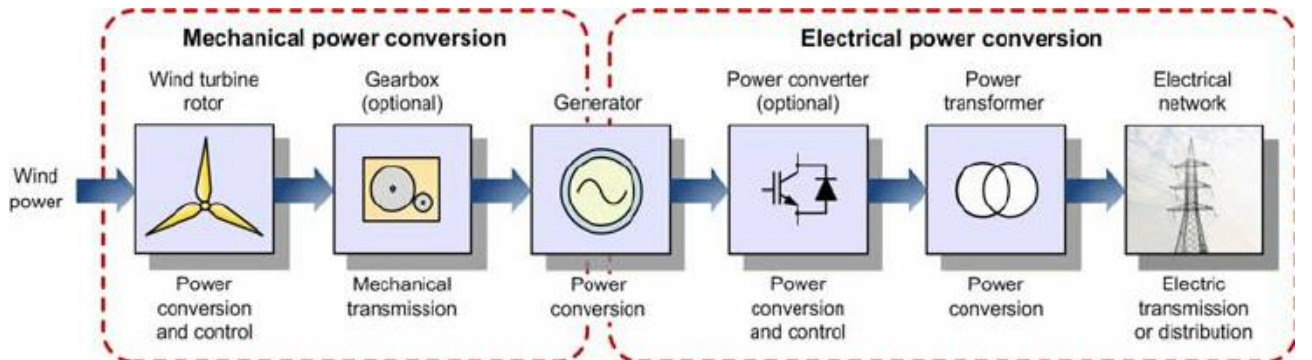 Mechanical power conversion
Electrical power conversion
Wind turbine
rotor
Gearbox
(optional)
Generator
Power converter
(optional)
Power
transformer
Electrical
network
Wind
power
Power
conversion
and control
Mechanical
transmission
Power
conversion
Power
conversion
and control
Power
conversion
Electric
transmission
or distribution